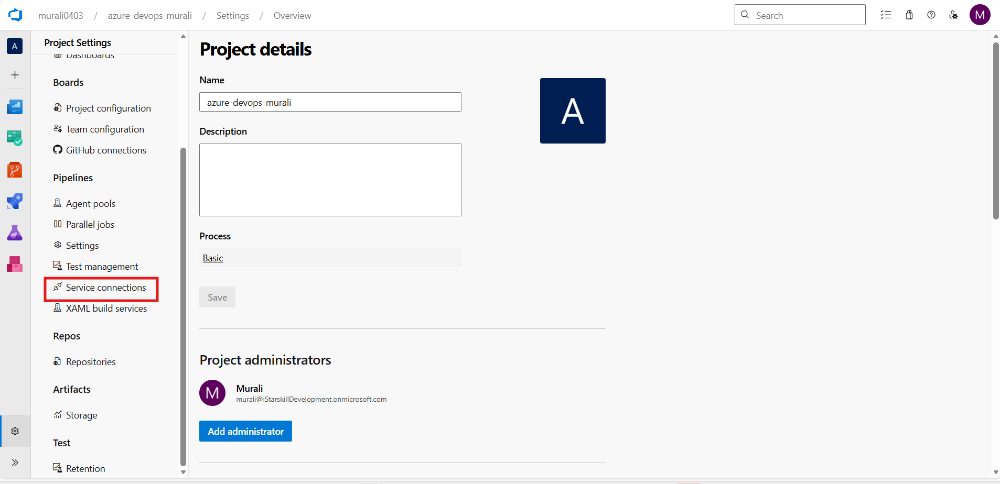 murali0403 / azure-devops-murali / Settings / Overview
Search
M
A
Project Settings
Dashboards
Boards
Project configuration
Team configuration
GitHub connections
Pipelines
Agent pools
Parallel jobs
Settings
Test management
Service connections
XAML build services
Repos
Repositories
Artifacts
Storage
Test
Retention
Project details
Name
azure-devops-murali
A
Description
Process
Basic
Save
Project administrators
M
Murali
murali@iStarskillDevelopment.onmicrosoft.com
Add administrator